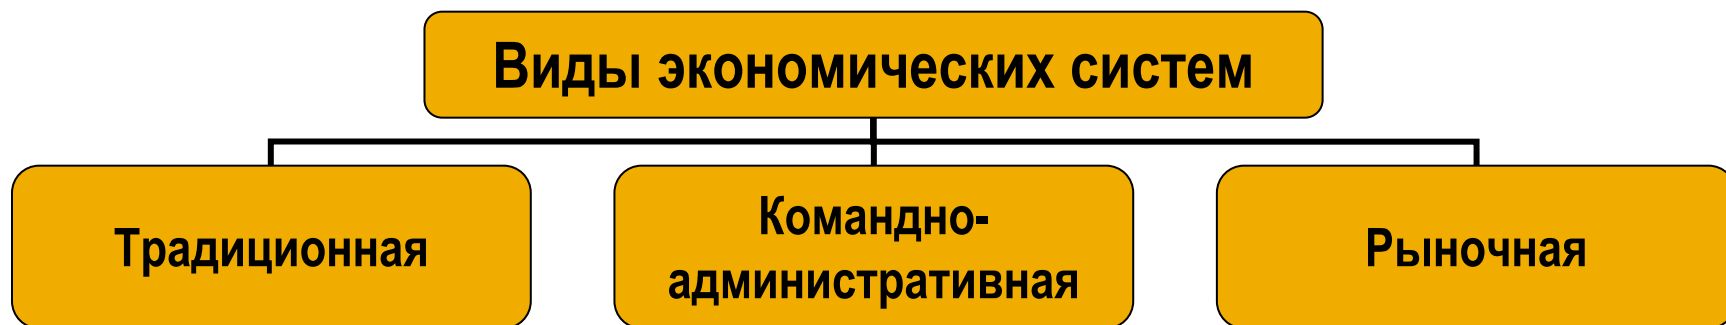 Виды экономических систем
Традиционная
Командно-
административная
Рыночная